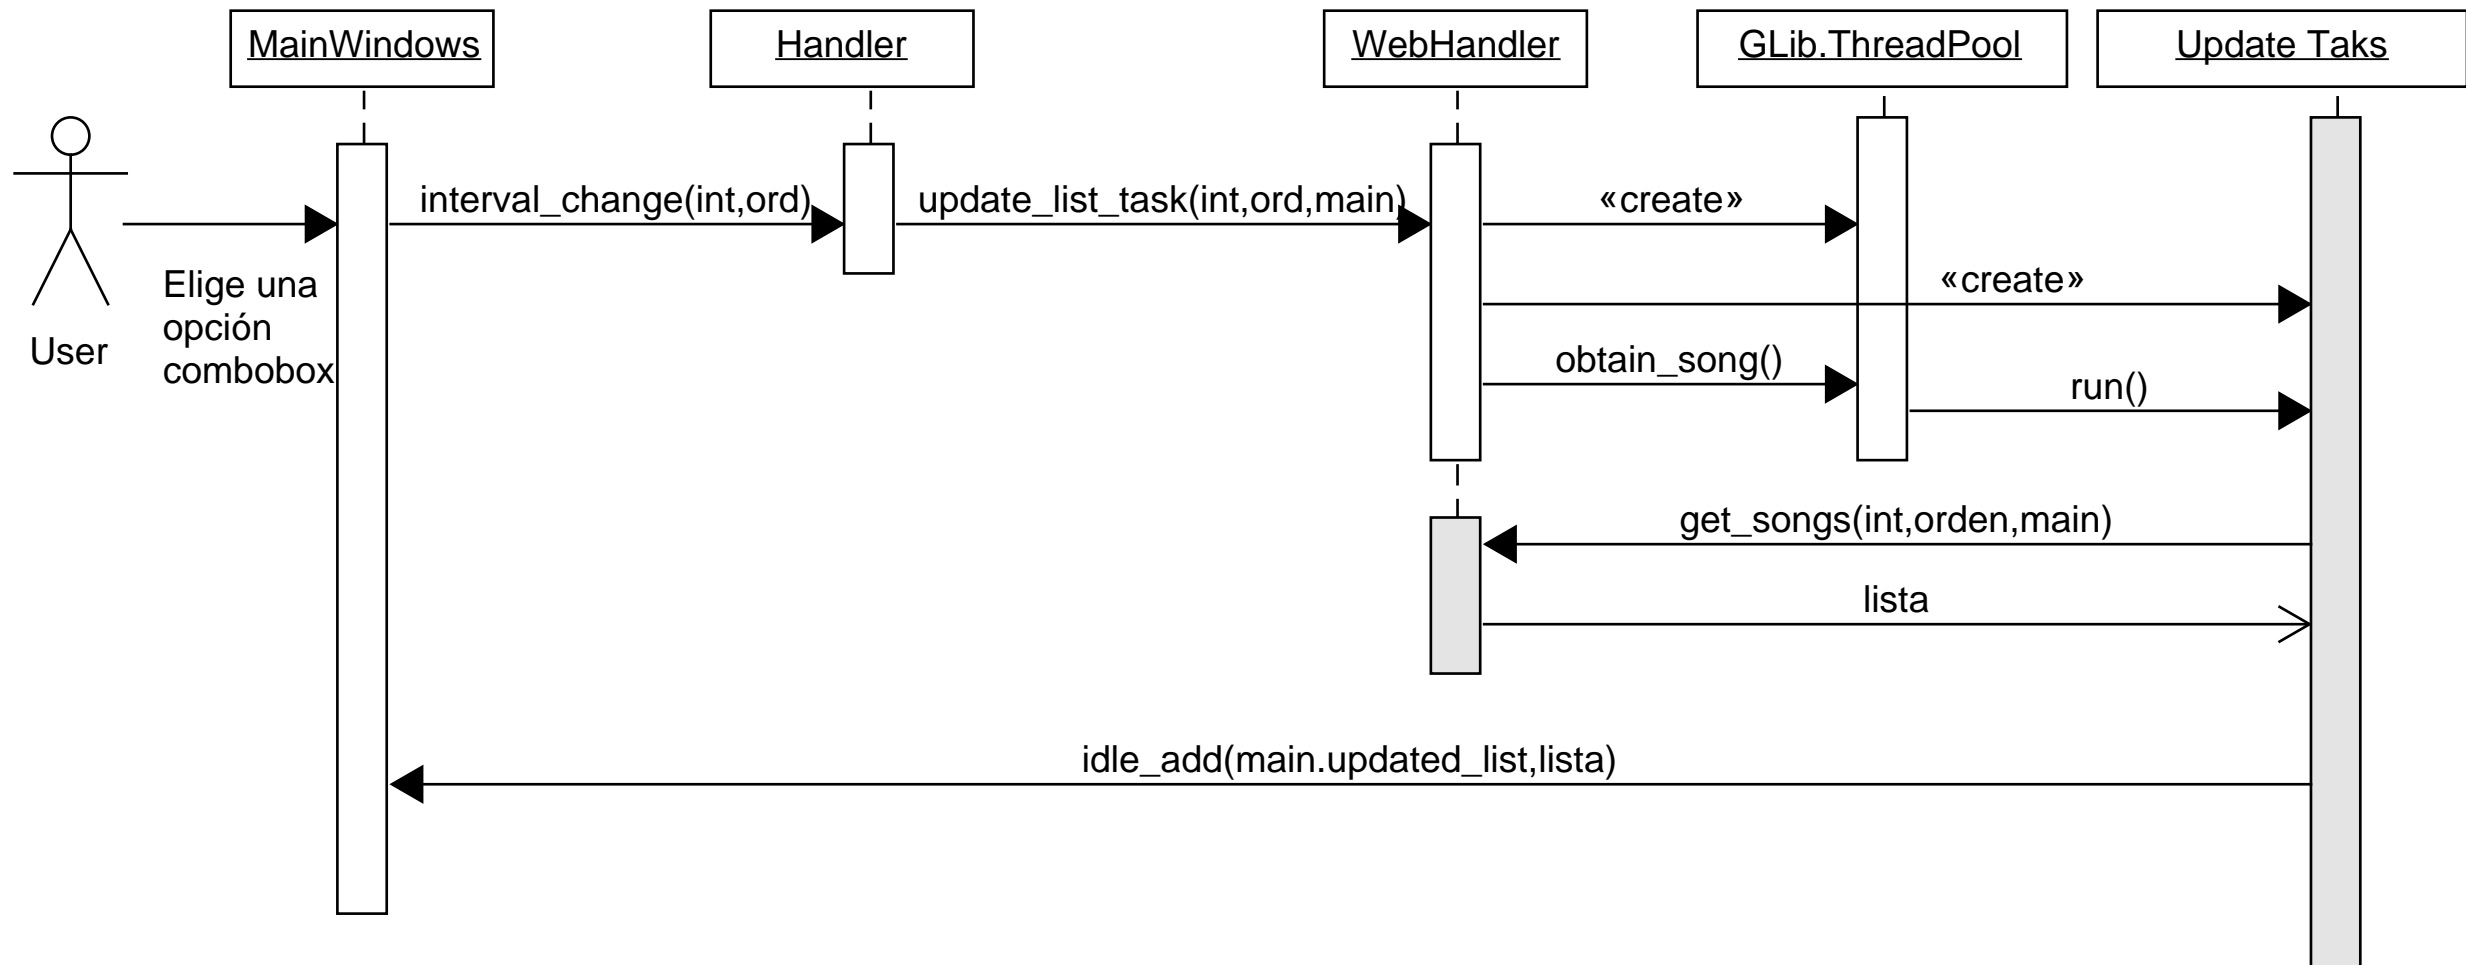 MainWindows
Handler
WebHandler
GLib.ThreadPool
Update Taks
interval_change(int,ord)
update_list_task(int,ord,main)
«create»
«create»
Elige una
opción
combobox
User
obtain_song()
run()
get_songs(int,orden,main)
lista
idle_add(main.updated_list,lista)